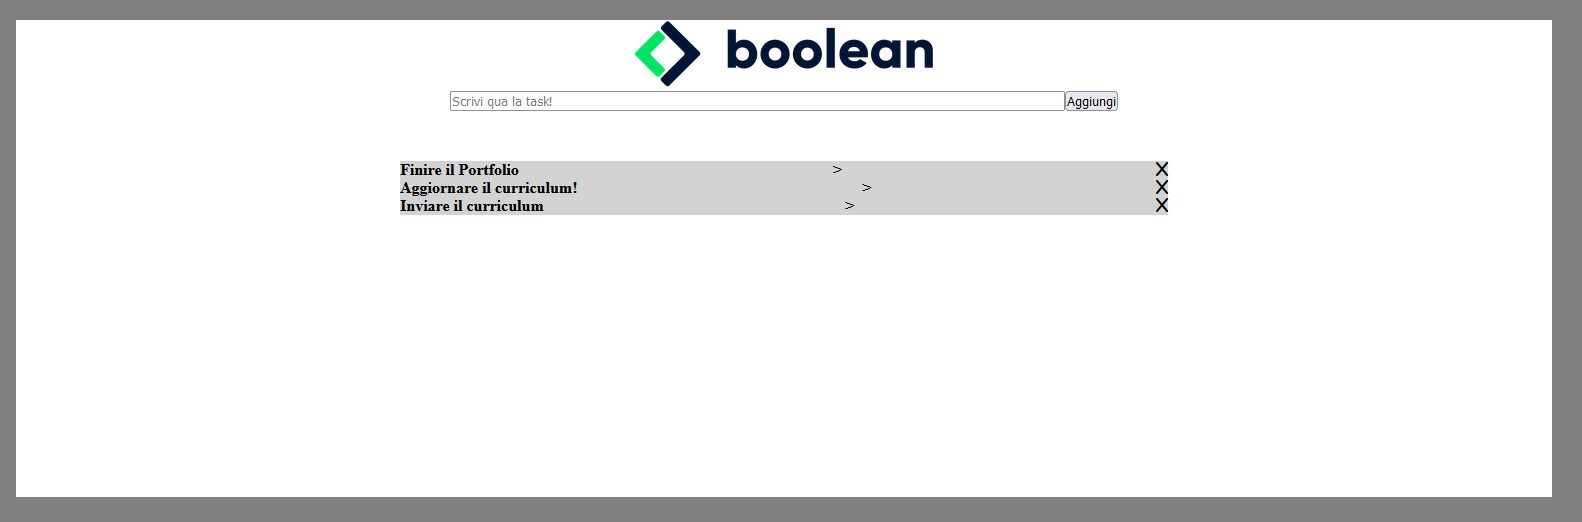 boolean
Scrivi qua la task! Aggiungi
Finire il Portfolio > X
Aggiornare il curriculum! > X
Inviare il curriculum > X